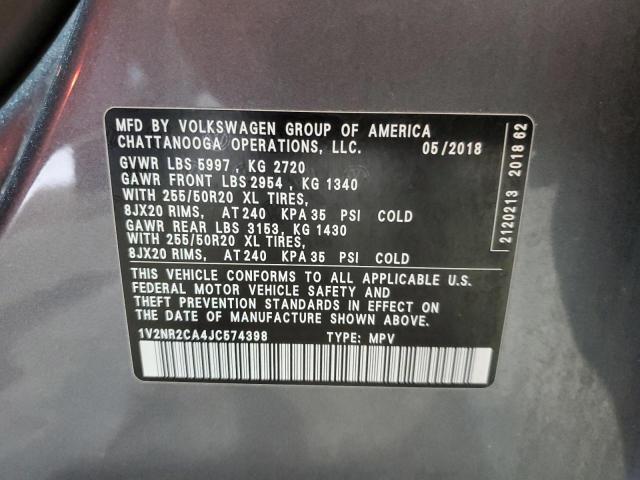 MFD BY VOLKSWAGEN GROUP OF AMERICA
CHATTANOOGA OPERATIONS, LLC. 05/2018
GVWR LBS 5997 , KG 2720
GAWR FRONT LBS 2954 , KG 1340
WITH 255/50R20 XL TIRES,
8JX20 RIMS, AT 240 KPA 35 PSI COLD
GAWR REAR LBS 3153, KG 1430
WITH 255/50R20 XL TIRES,
8JX20 RIMS, AT 240 KPA 35 PSI COLD
THIS VEHICLE CONFORMS TO ALL APPLICABLE U.S.
FEDERAL MOTOR VEHICLE SAFETY AND
THEFT PREVENTION STANDARDS IN EFFECT ON
THE DATE OF MANUFACTURE SHOWN ABOVE.
1V2NR2CA4JC574398 TYPE: MPV
2120213 2018 62